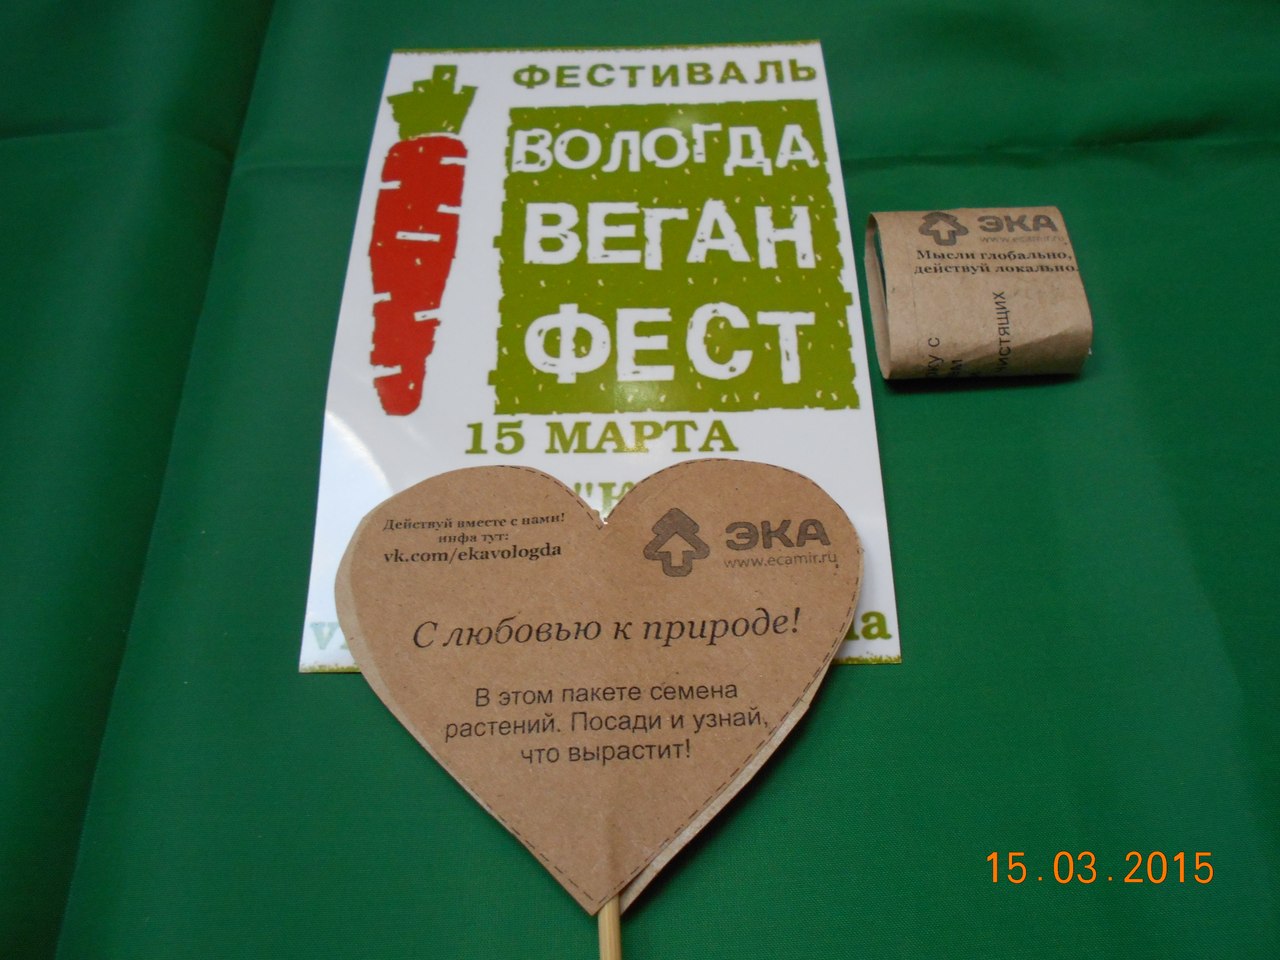 ФЕСТИВАЛЬ
ВОЛОГДА
ВЕГАН
ФЕСТ
15 МАРТА
ЭКА
www.ecamir.ru
Мысли глобально,
действуй локально.
чистящих
Действуй вместе с нами!
инфа тут:
vk.com/ekavologda
ЭКА
www.ecamir.ru
С любовью к природе!
В этом пакете семена
растений. Посади и узнай,
что вырастит!
15.03.2015